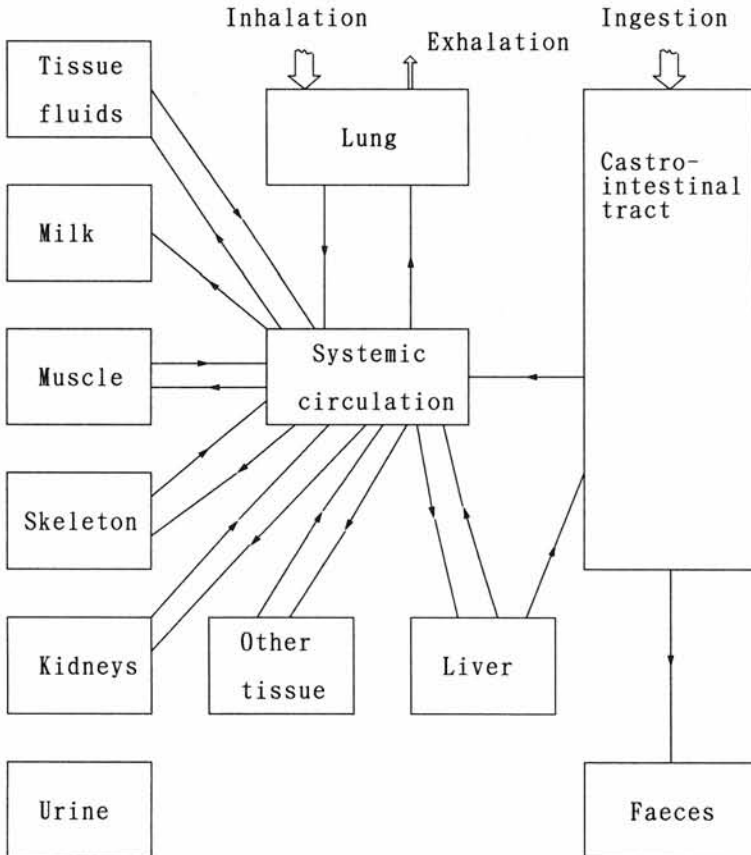 Inhalation
Exhalation
Ingestion
Tissue
fluids
Lung
Castro-
intestinal
tract
Milk
Muscle
Systemic
circulation
Skeleton
Kidneys
Other
tissue
Liver
Urine
Faeces